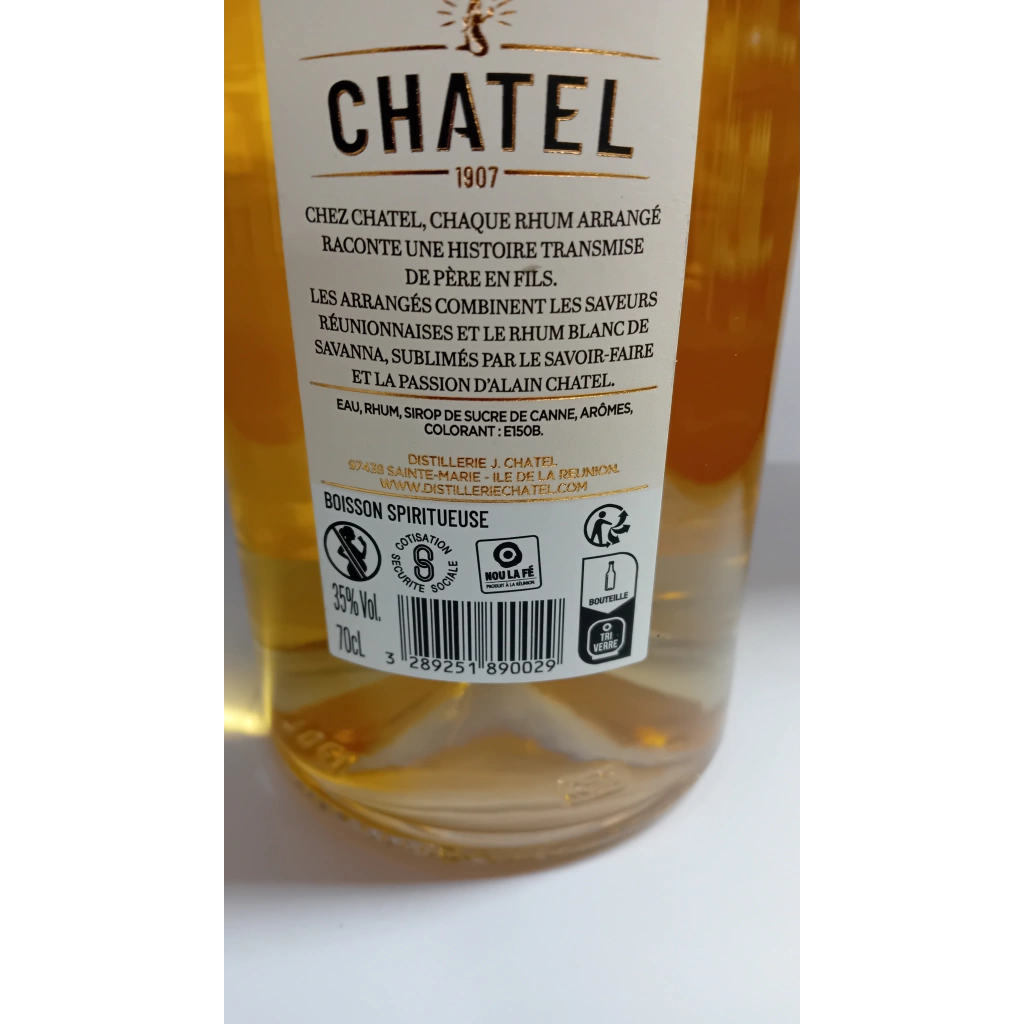 CHATEL
1907
CHEZ CHATEL, CHAQUE RHUM ARRANGÉ
RACONTE UNE HISTOIRE TRANSMISE
DE PÈRE EN FILS.
LES ARRANGÉS COMBINENT LES SAVEURS
RÉUNIONNAISES ET LE RHUM BLANC DE
SAVANNA, SUBLIMÉS PAR LE SAVOIR-FAIRE
ET LA PASSION D'ALAIN CHATEL.
EAU, RHUM, SIROP DE SUCRE DE CANNE, ARÔMES,
COLORANT : E150B.
DISTILLERIE J. CHATEL
97438 SAINTE-MARIE - ILE DE LA REUNION.
WWW.DISTILLERIECHATEL.COM
BOISSON SPIRITUEUSE
COTISATION
SECURITE SOCIALE
NOU LA FÉ
PRODUIT À LA RÉUNION
BOUTEILLE
TRI
VERRE
35% Vol.
70cL
3 289251 890029